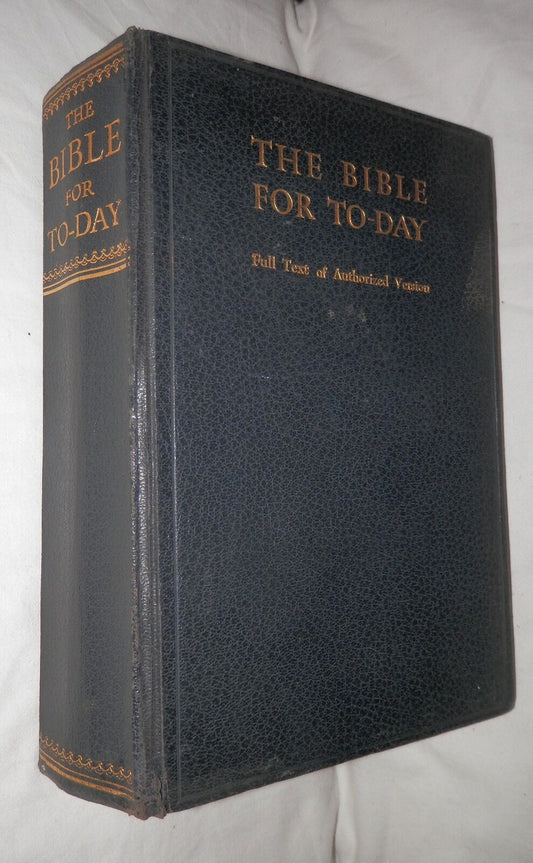 THE
BIBLE
FOR
TO-DAY
THE BIBLE
FOR TO-DAY
Full Text of Authorized Version